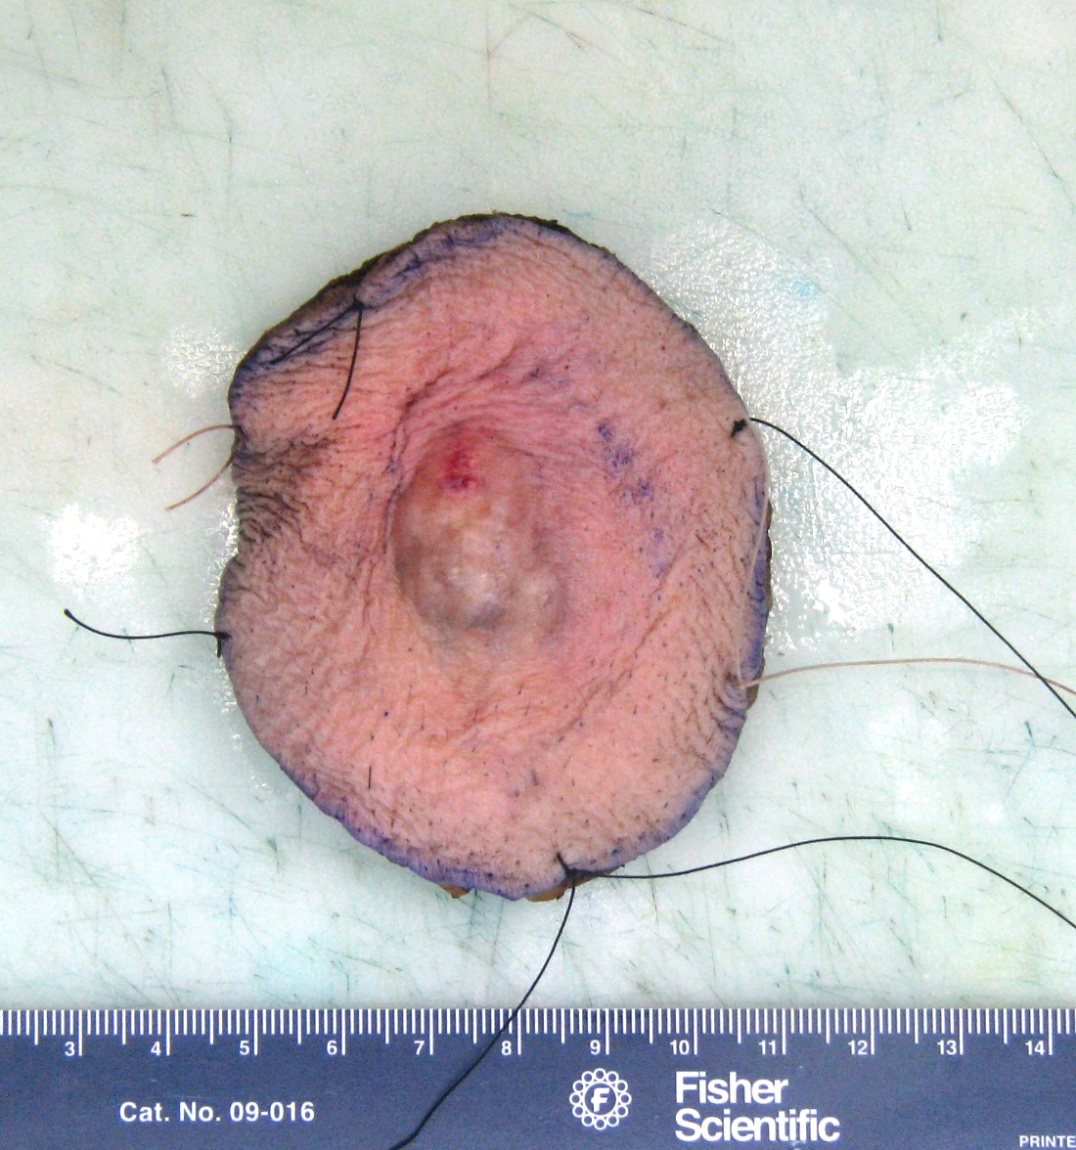 3 4 5 6 7 8 9 10 11 12 13 14
Cat. No. 09-016
F
Fisher
Scientific
PRINTE